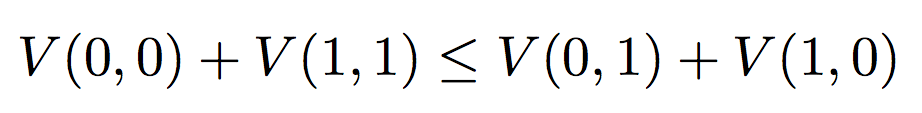 V(0,0) + V(1,1) ≤ V(0,1) + V(1,0)